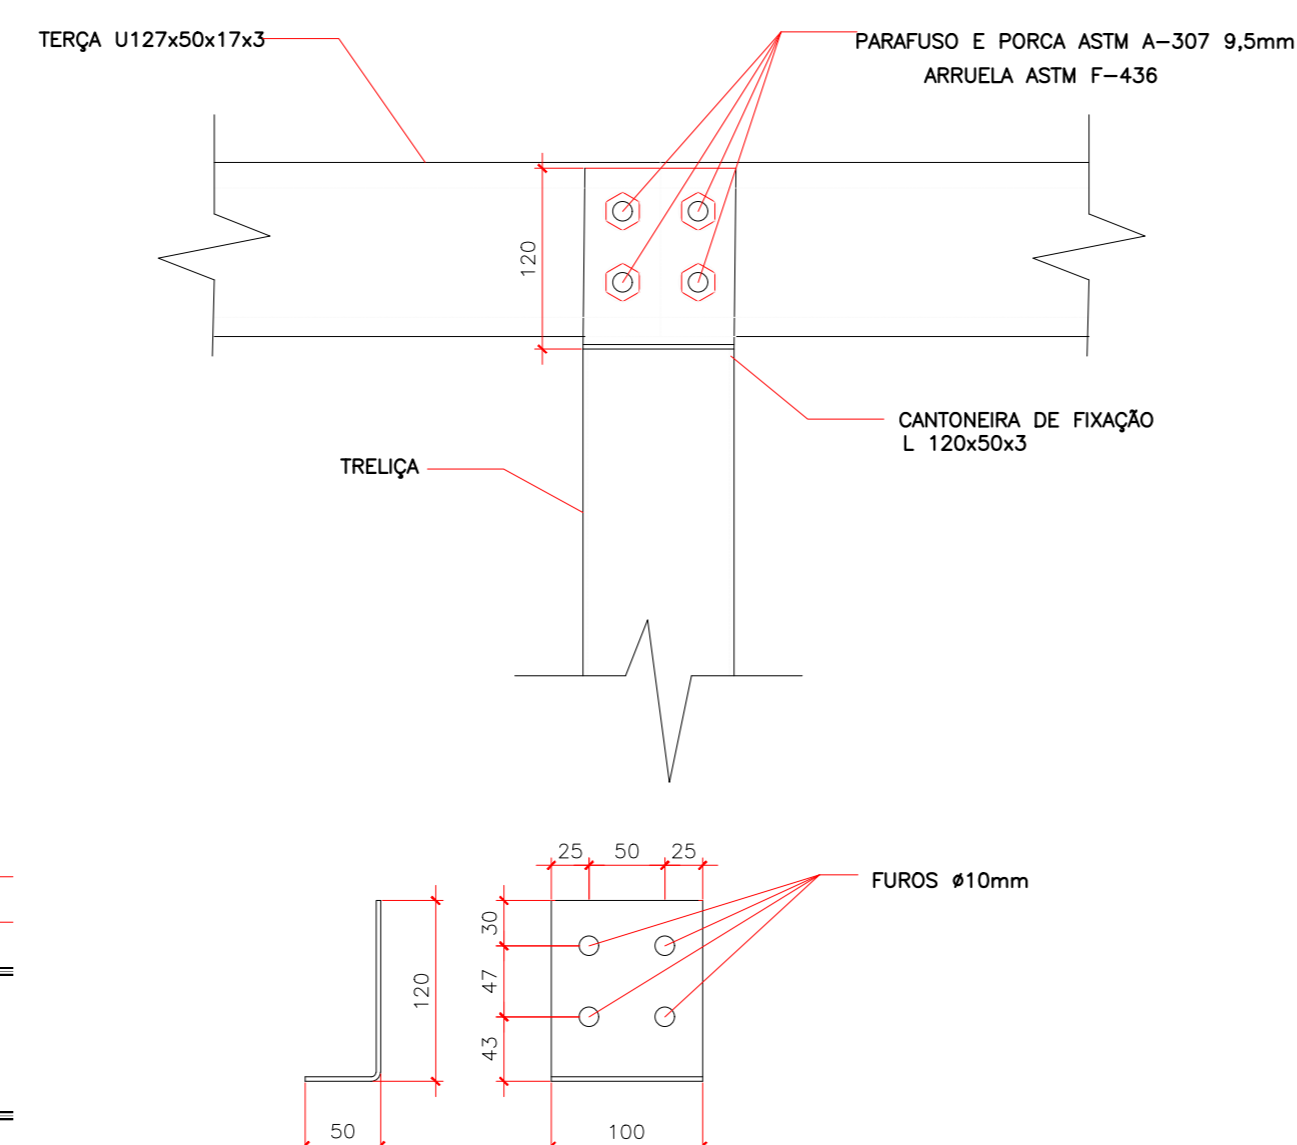 TERÇA U127x50x17x3
PARAFUSO E PORCA ASTM A-307 9,5mm
ARRUELA ASTM F-436
120
CANTONEIRA DE FIXAÇÃO
L 120x50x3
TRELIÇA
25 50 25
FUROS ø10mm
30
47
43
120
50
100